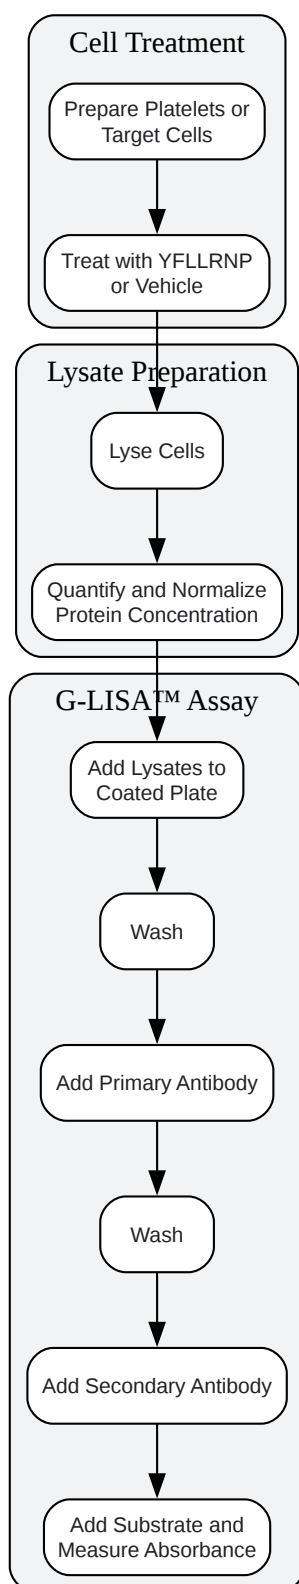 Cell Treatment
Prepare Platelets or
Target Cells
Treat with YFLLRNP
or Vehicle
Lysate Preparation
Lyse Cells
Quantify and Normalize
Protein Concentration
G-LISA™ Assay
Add Lysates to
Coated Plate
Wash
Add Primary Antibody
Wash
Add Secondary Antibody
Add Substrate and
Measure Absorbance